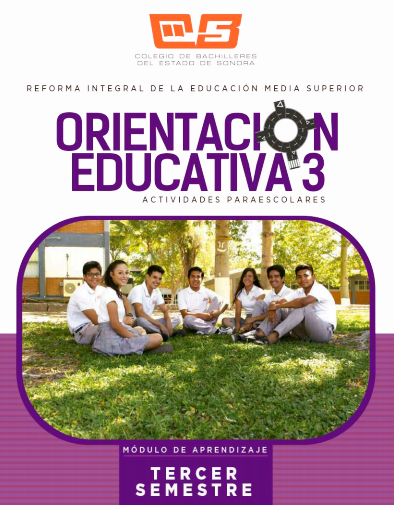 COLEGIO DE BACHILLERES
DEL ESTADO DE SONORA
REFORMA INTEGRAL DE LA EDUCACIÓN MEDIA SUPERIOR
ORIENTACIÓN
EDUCATIVA 3
ACTIVIDADES PARAESCOLARES
MÓDULO DE APRENDIZAJE
TERCER
SEMESTRE